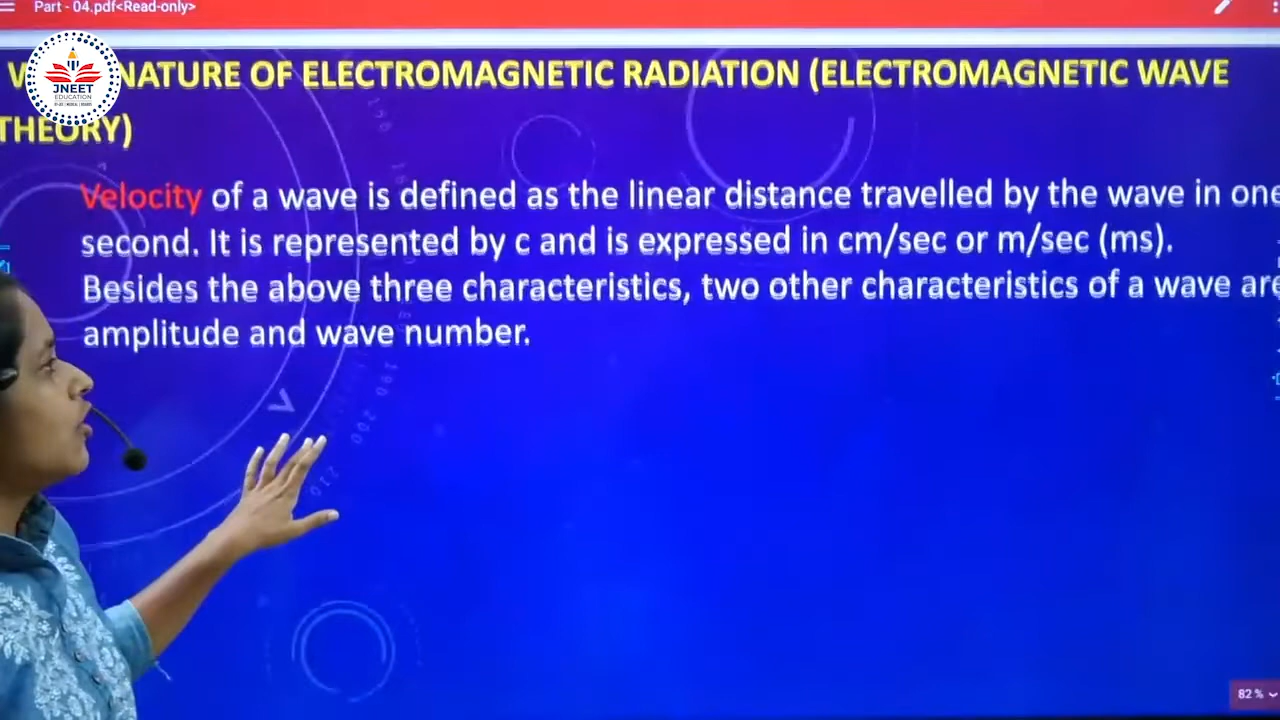 Part - 04.pdf<Read-only>
JNEET
EDUCATION
NATURE OF ELECTROMAGNETIC RADIATION (ELECTROMAGNETIC WAVE
THEORY)
Velocity of a wave is defined as the linear distance travelled by the wave in one
second. It is represented by c and is expressed in cm/sec or m/sec (ms).
Besides the above three characteristics, two other characteristics of a wave are
amplitude and wave number.
190 200
210
82%